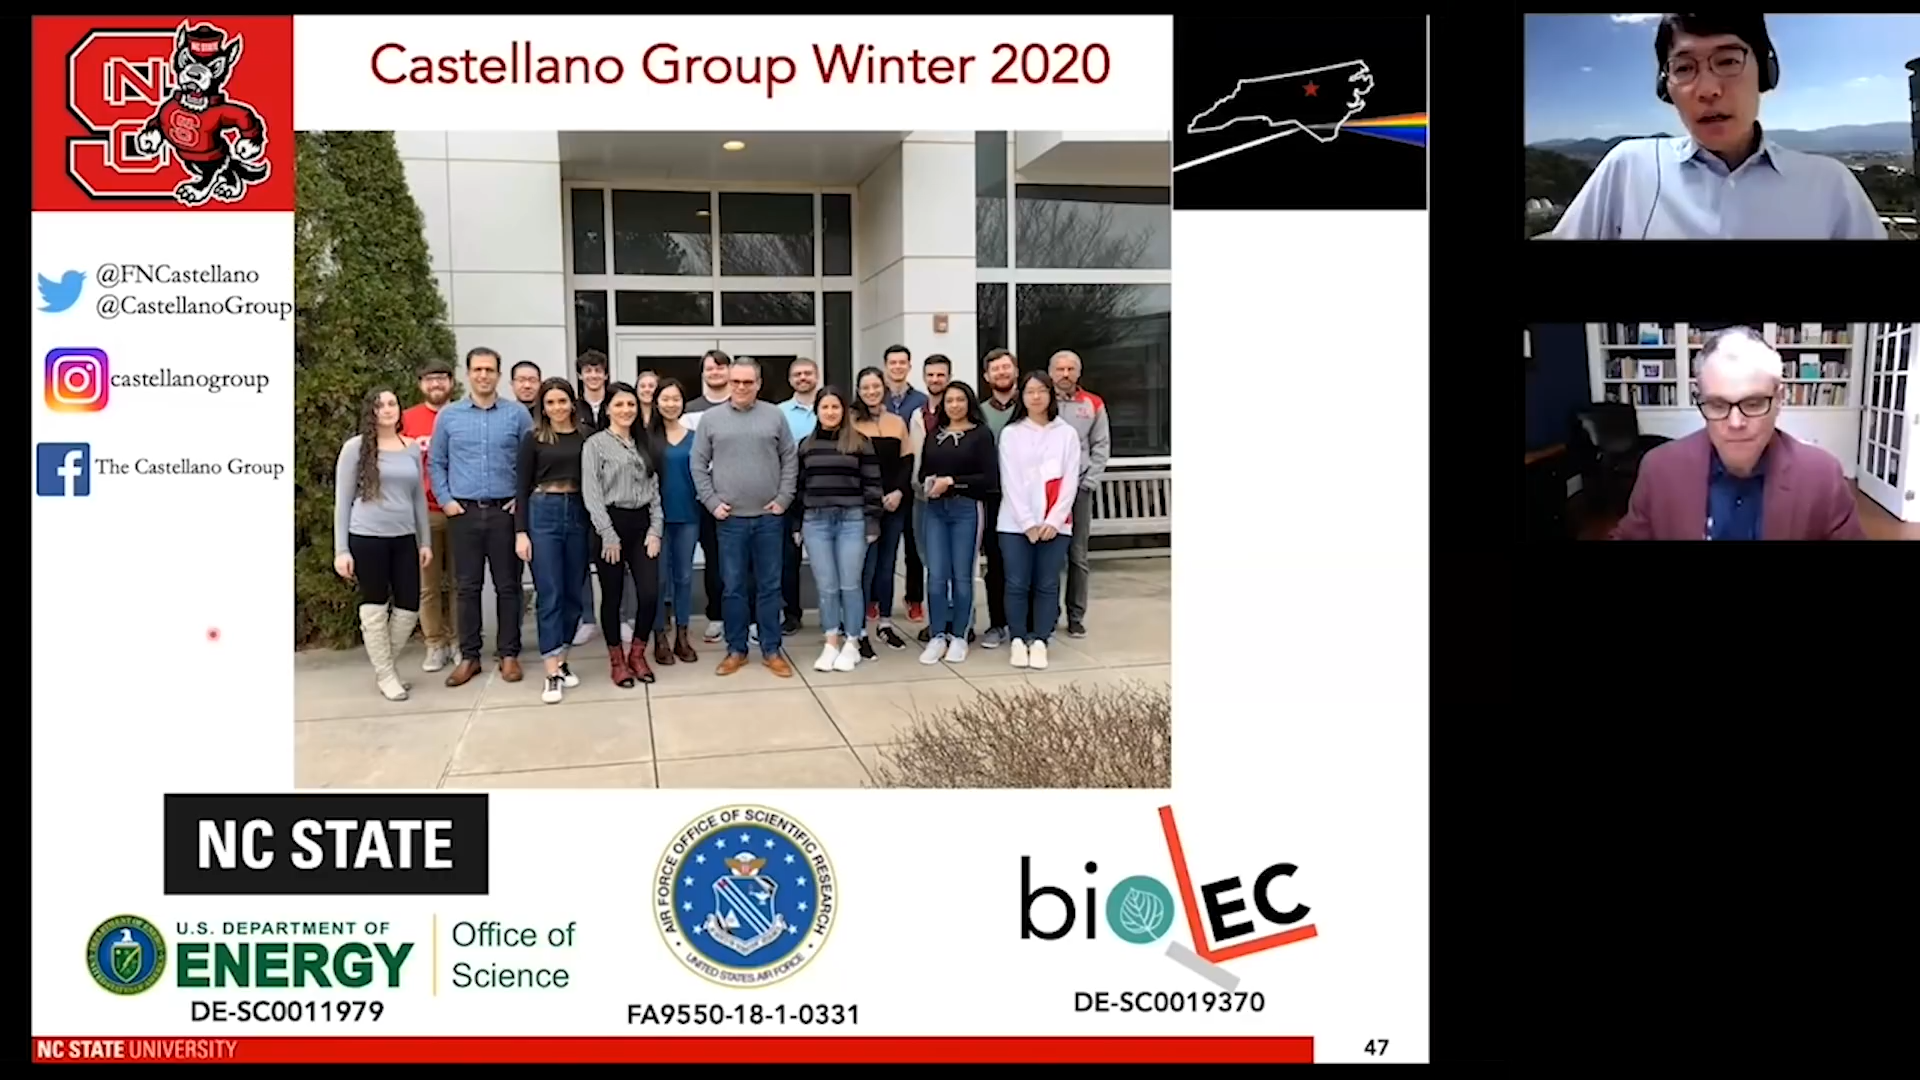 Castellano Group Winter 2020
@FNCastellano
@CastellanoGroup
castellanogroup
The Castellano Group
NC STATE
U.S. DEPARTMENT OF
ENERGY
Office of
Science
DE-SC0011979
AIR FORCE OFFICE OF SCIENTIFIC RESEARCH
UNITED STATES AIR FORCE
FA9550-18-1-0331
bioLEC
DE-SC0019370
NC STATE UNIVERSITY
47